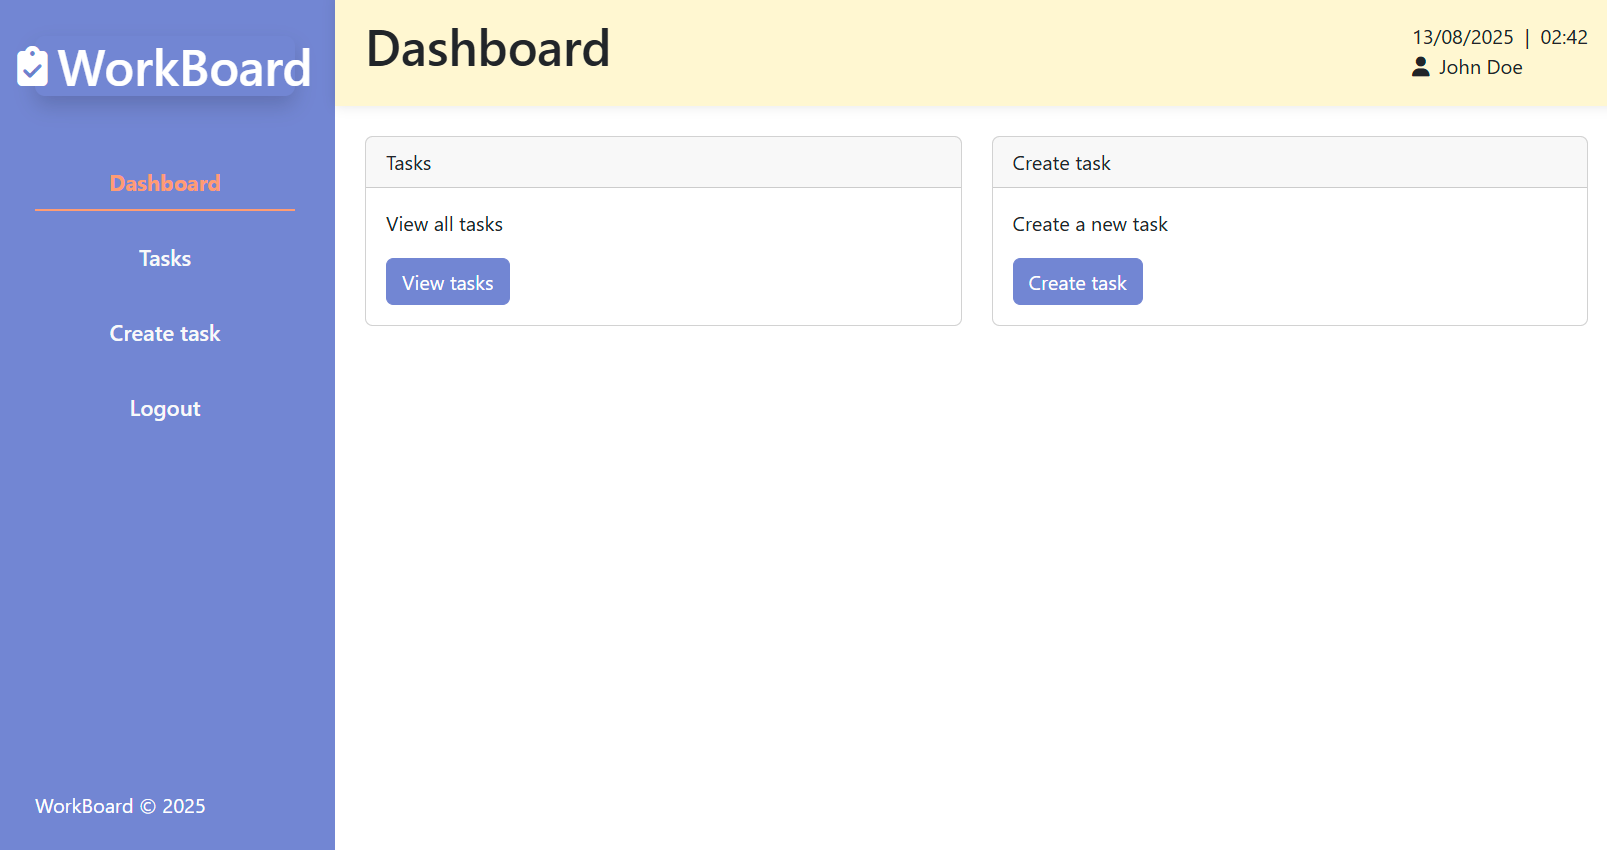 WorkBoard
Dashboard
Tasks
Create task
Logout
WorkBoard © 2025
Dashboard
13/08/2025 | 02:42
John Doe
Tasks
View all tasks
View tasks
Create task
Create a new task
Create task